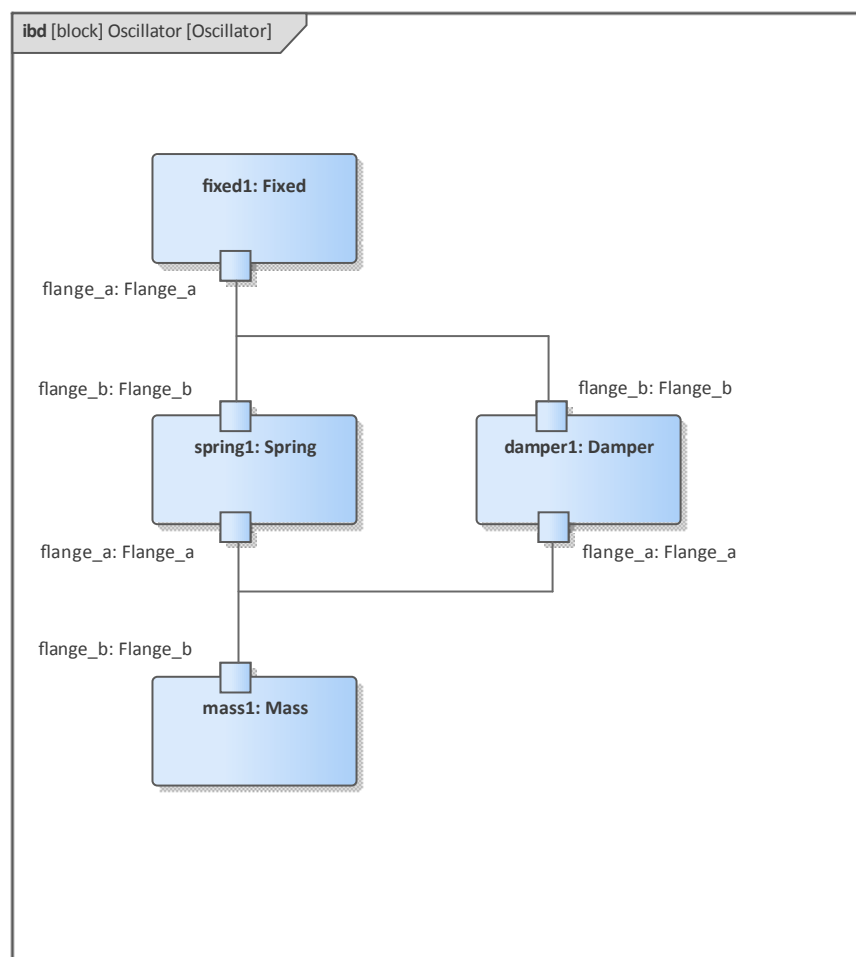 ibd [block] Oscillator [Oscillator]
fixed1: Fixed
flange_a: Flange_a
flange_b: Flange_b
flange_b: Flange_b
spring1: Spring
damper1: Damper
flange_a: Flange_a
flange_a: Flange_a
flange_b: Flange_b
mass1: Mass